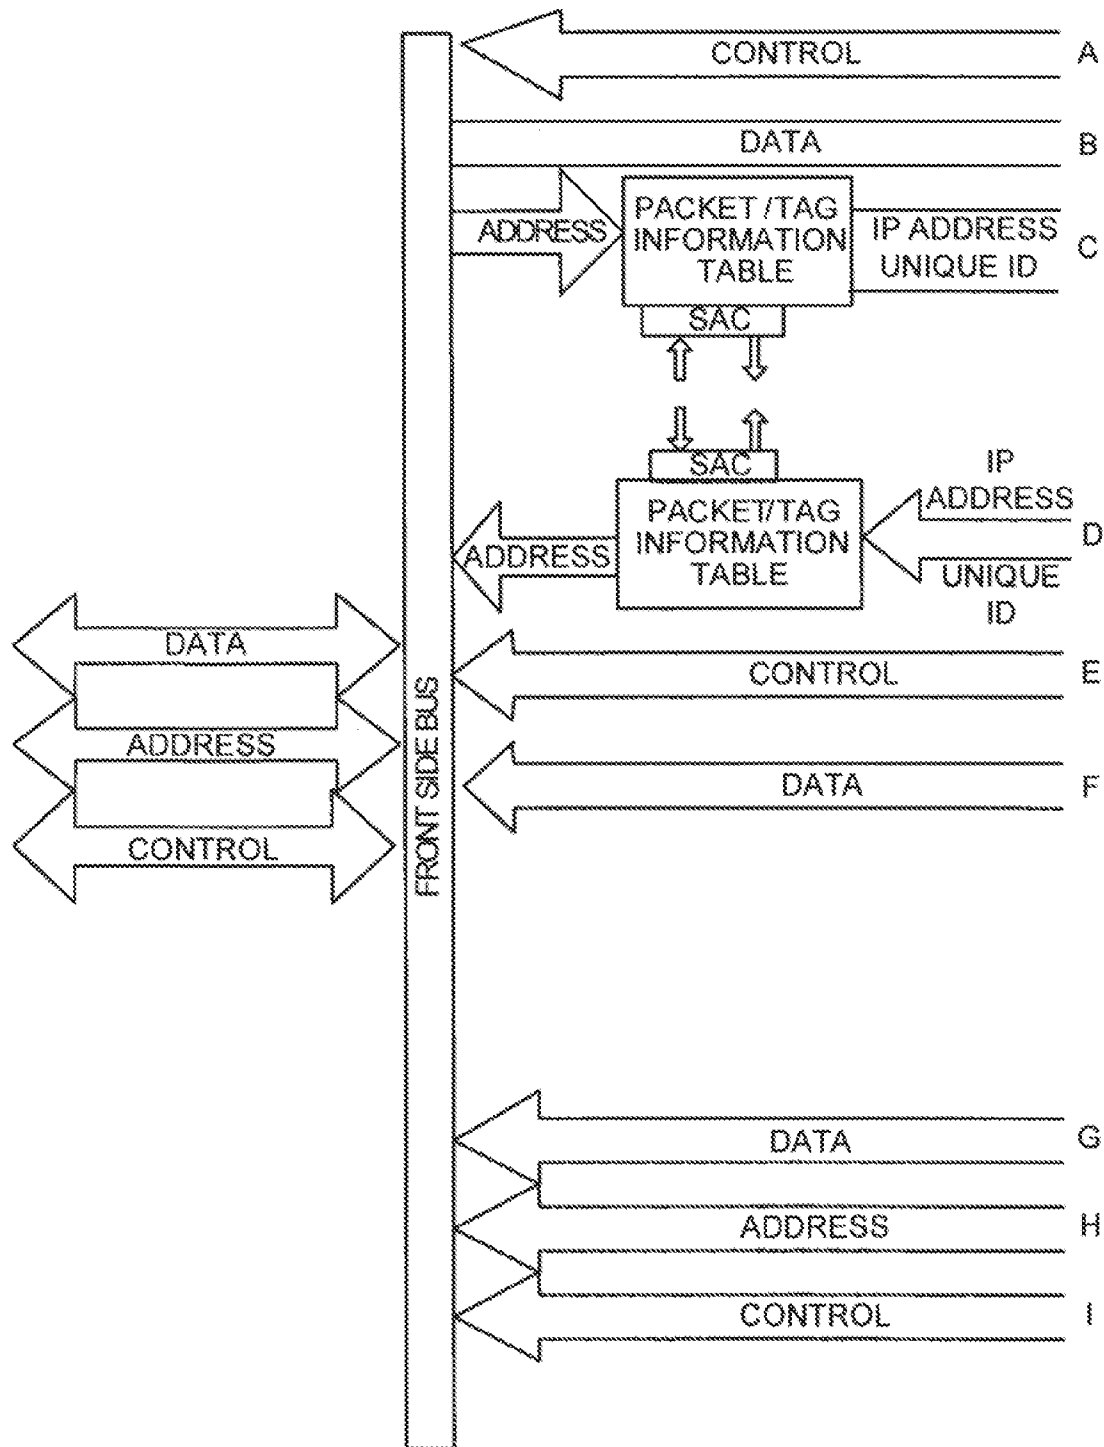 CONTROL A
DATA B
ADDRESS
PACKET /TAG
INFORMATION
TABLE
IP ADDRESS
UNIQUE ID
C
SAC
SAC
PACKET/TAG
INFORMATION
TABLE
ADDRESS
IP
ADDRESS
UNIQUE
ID
D
DATA
ADDRESS
CONTROL
FRONT SIDE BUS
CONTROL E
DATA F
DATA G
ADDRESS H
CONTROL I